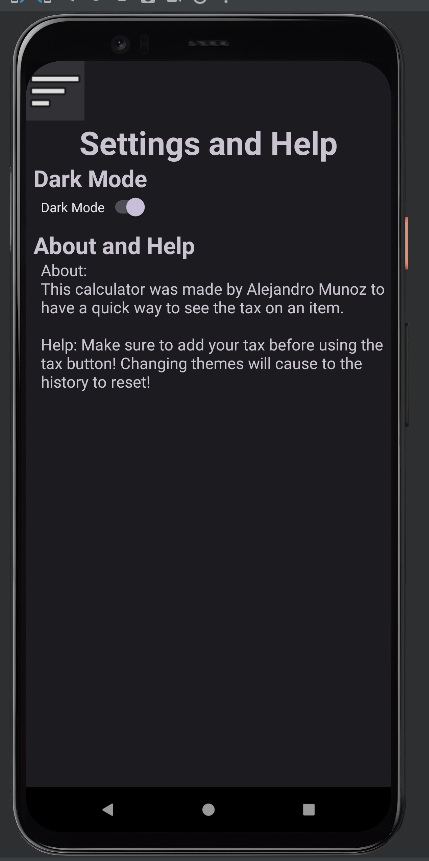 Settings and Help
Dark Mode
Dark Mode
About and Help
About:
This calculator was made by Alejandro Munoz to
have a quick way to see the tax on an item.
Help: Make sure to add your tax before using the
tax button! Changing themes will cause to the
history to reset!